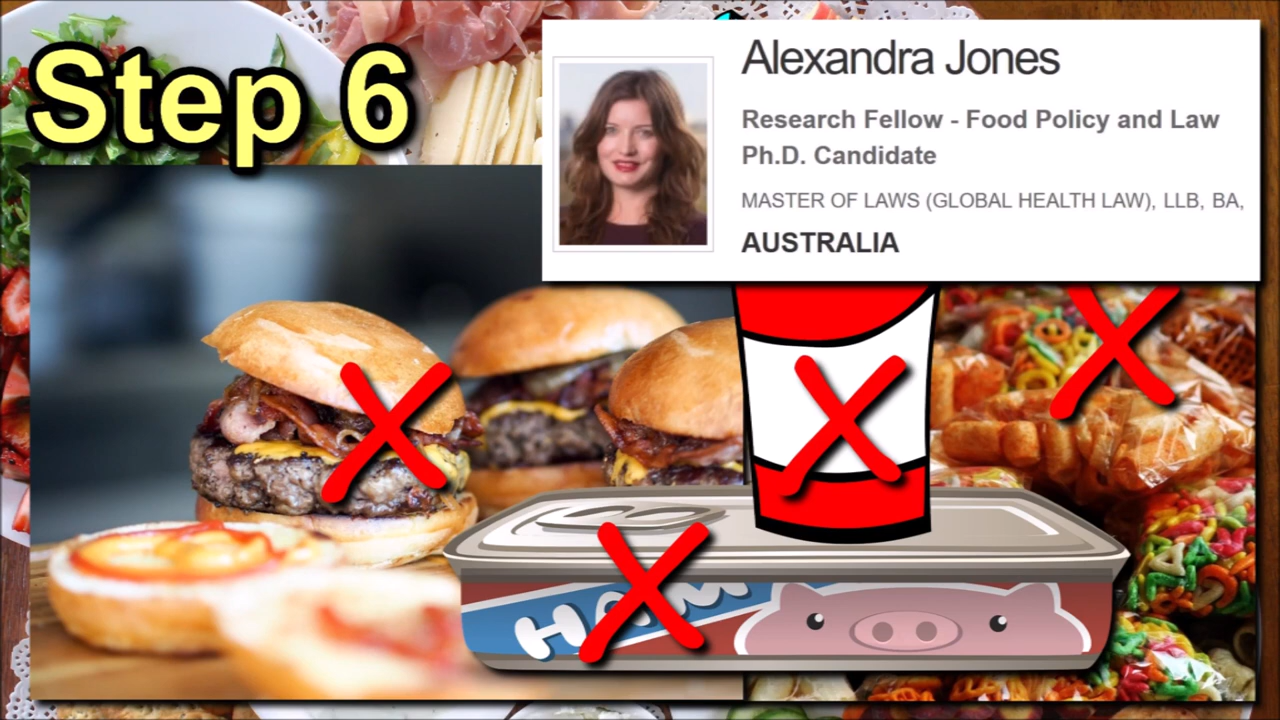 Step 6
Alexandra Jones
Research Fellow - Food Policy and Law
Ph.D. Candidate
MASTER OF LAWS (GLOBAL HEALTH LAW), LLB, BA,
AUSTRALIA
HAM